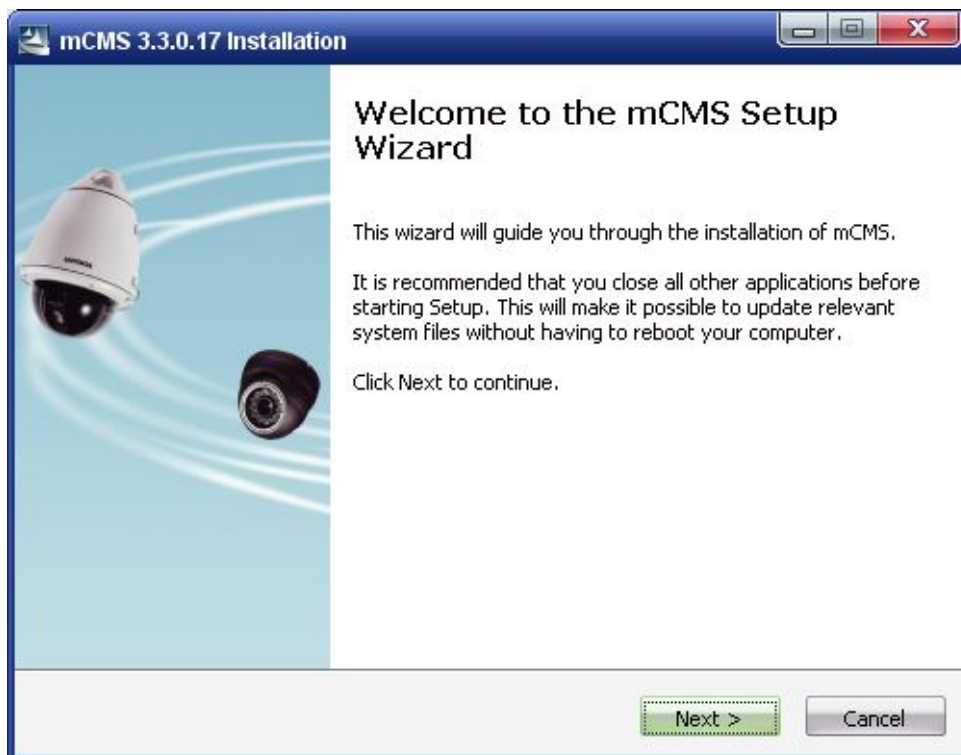 mCMS 3.3.0.17 Installation
Welcome to the mCMS Setup
Wizard
This wizard will guide you through the installation of mCMS.
It is recommended that you close all other applications before
starting Setup. This will make it possible to update relevant
system files without having to reboot your computer.
Click Next to continue.
Next >
Cancel